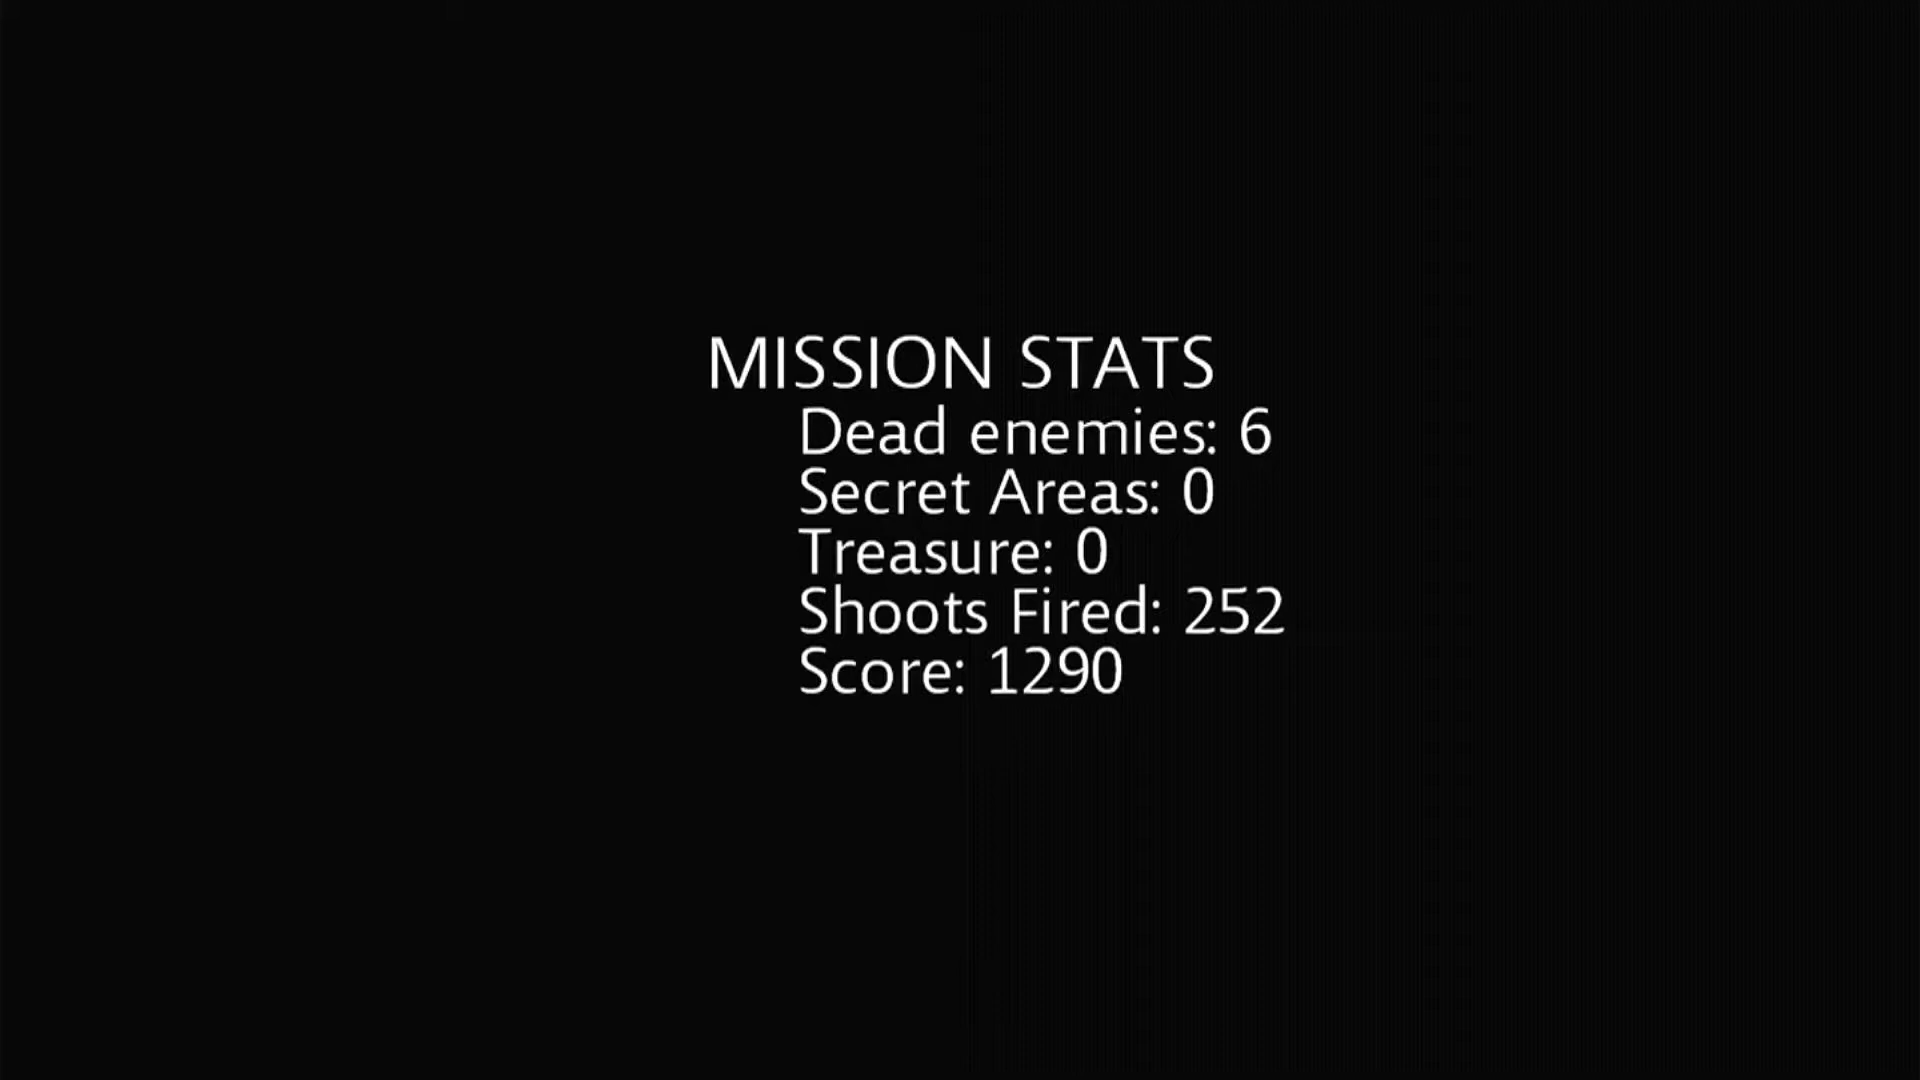 MISSION STATS
Dead enemies: 6
Secret Areas: 0
Treasure: 0
Shoots Fired: 252
Score: 1290